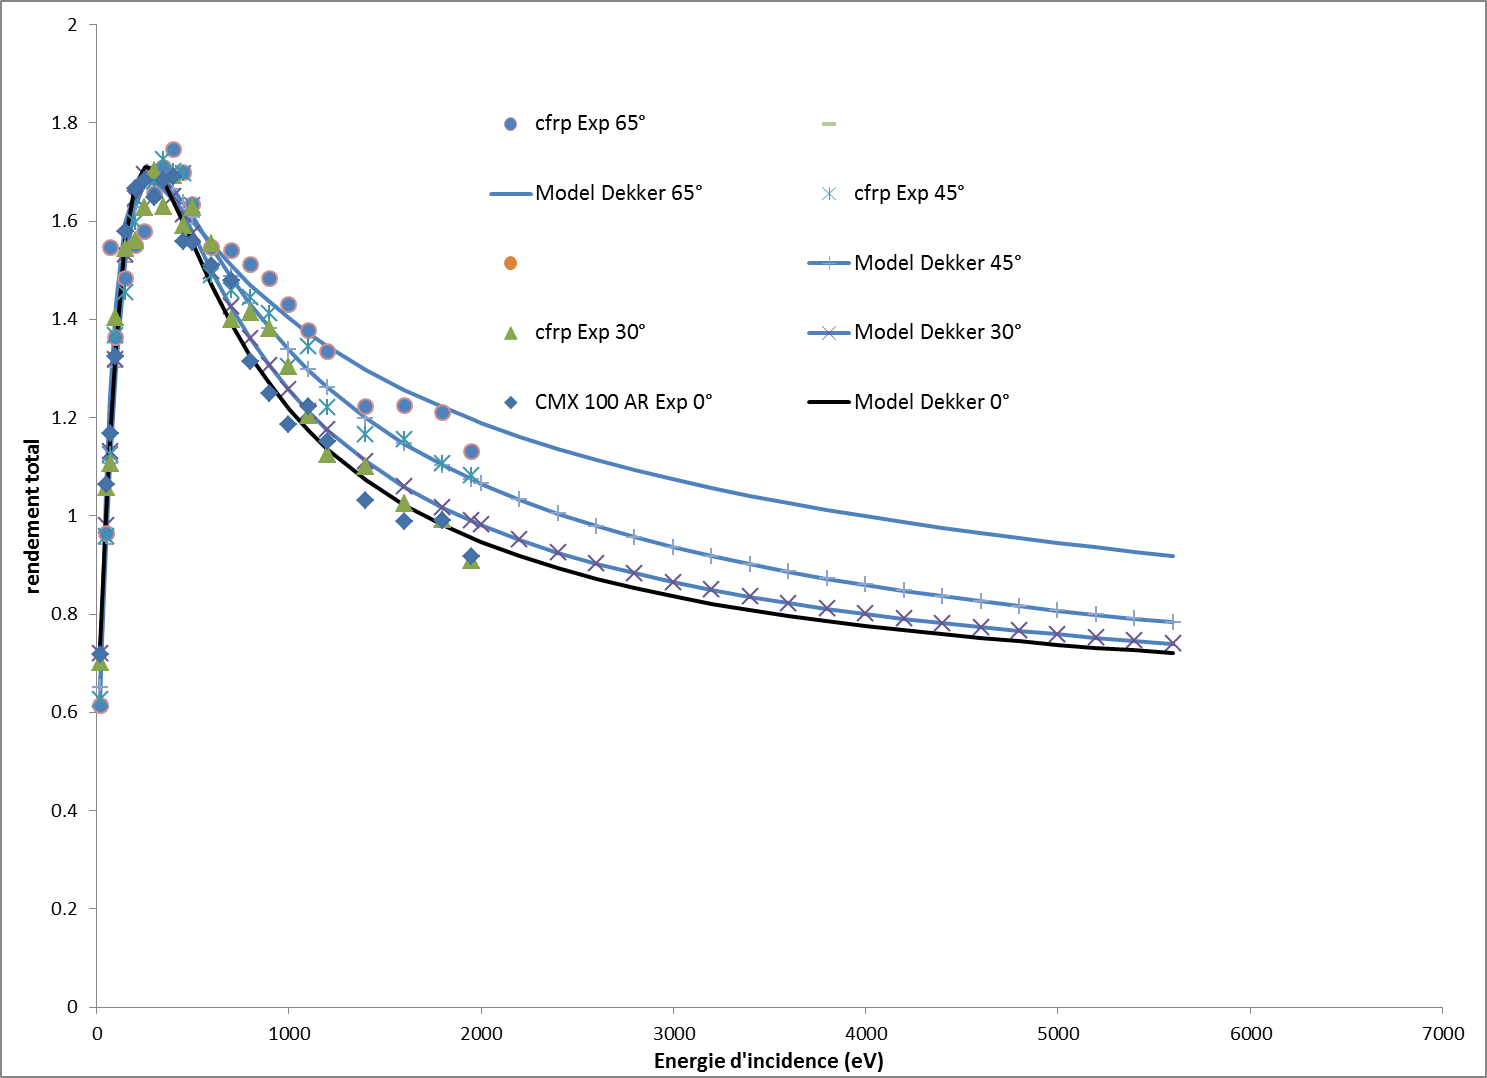 2
1.8
1.6
1.4
1.2
1
0.8
0.6
0.4
0.2
0
rendement total
cfrp Exp 65°
Model Dekker 65°
cfrp Exp 45°
Model Dekker 45°
cfrp Exp 30°
Model Dekker 30°
CMX 100 AR Exp 0°
Model Dekker 0°
0 1000 2000 3000 4000 5000 6000 7000
Energie d'incidence (eV)